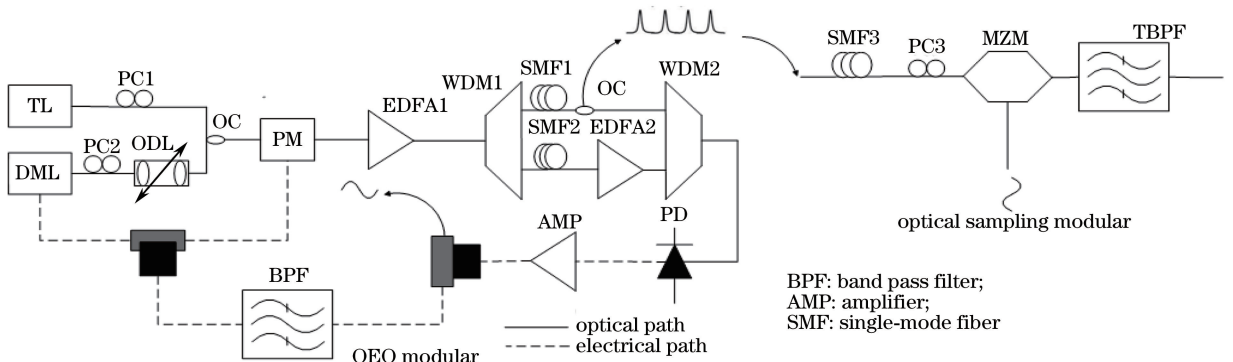 TL
PC1
DML
PC2
ODL
OC
PM
EDFA1
WDM1
SMF1
SMF2
EDFA2
OC
WDM2
SMF3
PC3
MZM
TBPF
optical sampling modular
PD
AMP
BPF
OEO modular
optical path
electrical path
BPF: band pass filter;
AMP: amplifier;
SMF: single-mode fiber